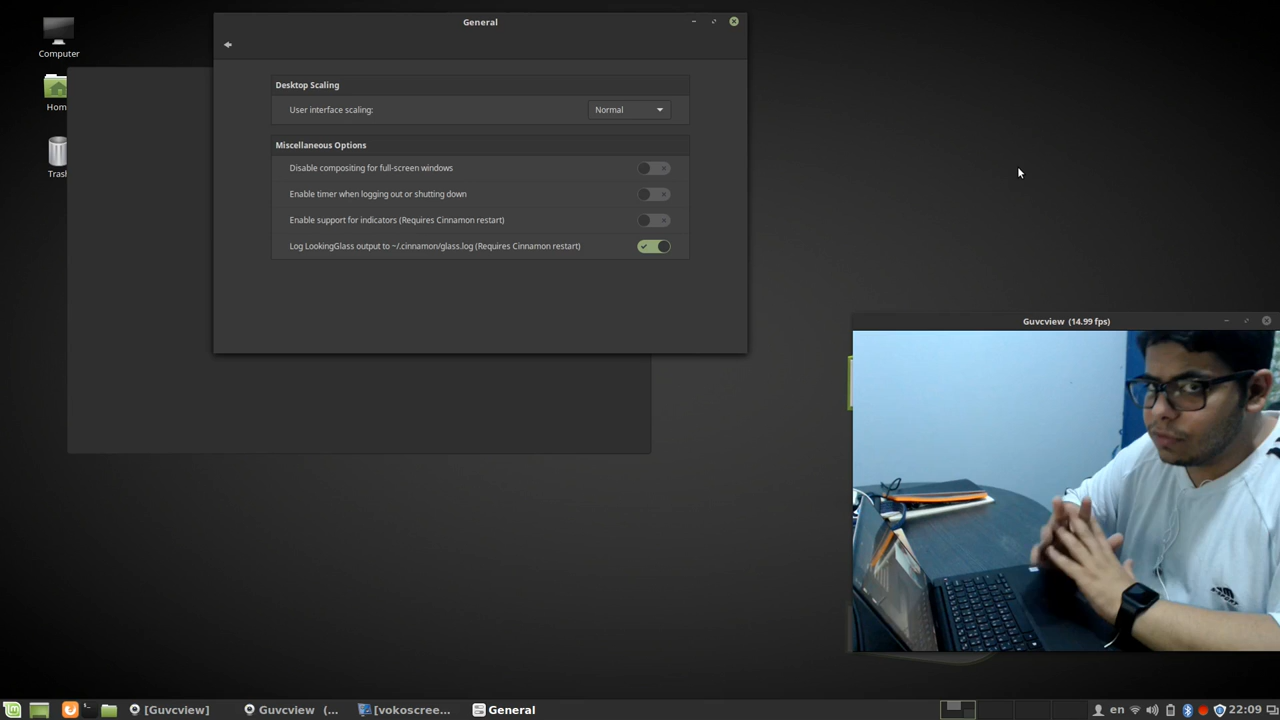 Computer
Hom
Trash
General
Desktop Scaling
User interface scaling:
Normal
Miscellaneous Options
Disable compositing for full-screen windows
Enable timer when logging out or shutting down
Enable support for indicators (Requires Cinnamon restart)
Log LookingGlass output to ~/.cinnamon/glass.log (Requires Cinnamon restart)
Guvcview (14.99 fps)
[Guvcview]
Guvcview (...
[vokoscree...
General
en
22:09